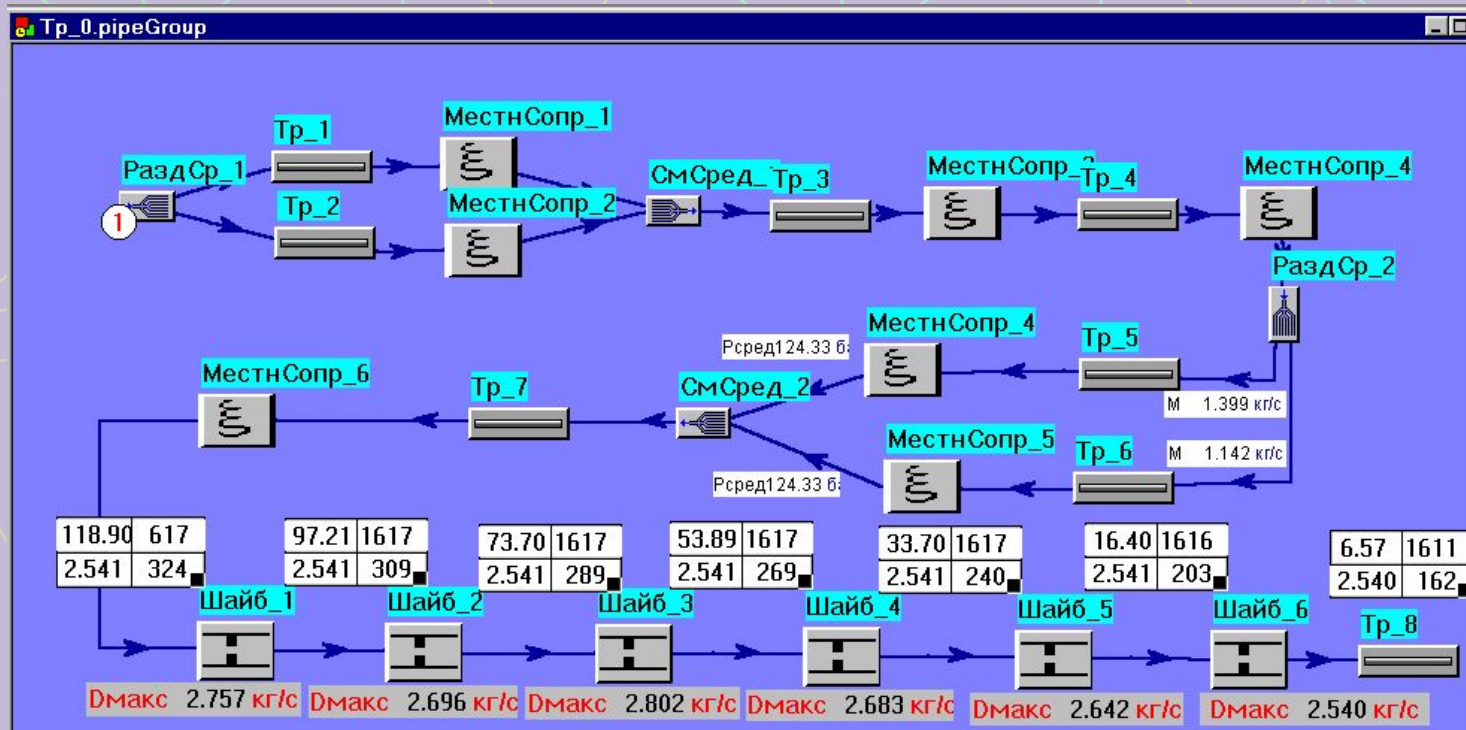 Tp_0.pipeGroup
МестнСопр_1
Тр_1
РаздСр_1
СмСред_
Тр_3
МестнСопр_
Тр_4
МестнСопр_4
1
Тр_2
МестнСопр_2
РаздСр_2
МестнСопр_4
Тр_5
Рсред124.33 ба
МестнСопр_6
Тр_7
СмСред_2
М 1.399 кг/с
МестнСопр_5
Тр_6
М 1.142 кг/с
Рсред124.33 ба
118.90 617
2.541 324
97.21 1617
2.541 309
73.70 1617
2.541 289
53.89 1617
2.541 269
33.70 1617
2.541 240
16.40 1616
2.541 203
6.57 1611
2.540 162
Шайб_1
Шайб_2
Шайб_3
Шайб_4
Шайб_5
Шайб_6
Тр_8
Dмакс 2.757 кг/с
Dмакс 2.696 кг/с
Dмакс 2.802 кг/с
Dмакс 2.683 кг/с
Dмакс 2.642 кг/с
Dмакс 2.540 кг/с